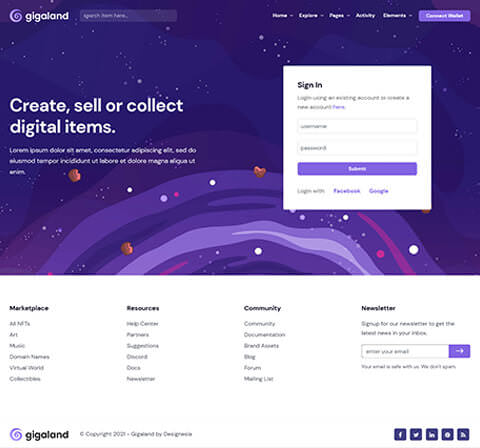 gigaland
search item here...
Home
Explore
Pages
Activity
Elements
Connect Wallet
Create, sell or collect
digital items.
Lorem ipsum dolor sit amet, consectetur adipiscing elit, sed do
eiusmod tempor incididunt ut labore et dolore magna aliqua ut
enim.
Sign In
Login using an existing account or create a
new account here.
username
password
Submit
Login with:
Facebook
Google
Marketplace
All NFTs
Art
Music
Domain Names
Virtual World
Collectibles
Resources
Help Center
Partners
Suggestions
Discord
Docs
Newsletter
Community
Community
Documentation
Brand Assets
Blog
Forum
Mailing List
Newsletter
Signup for our newsletter to get the
latest news in your inbox.
enter your email
Your email is safe with us. We don't spam.
gigaland
© Copyright 2021 - Gigaland by Designesia